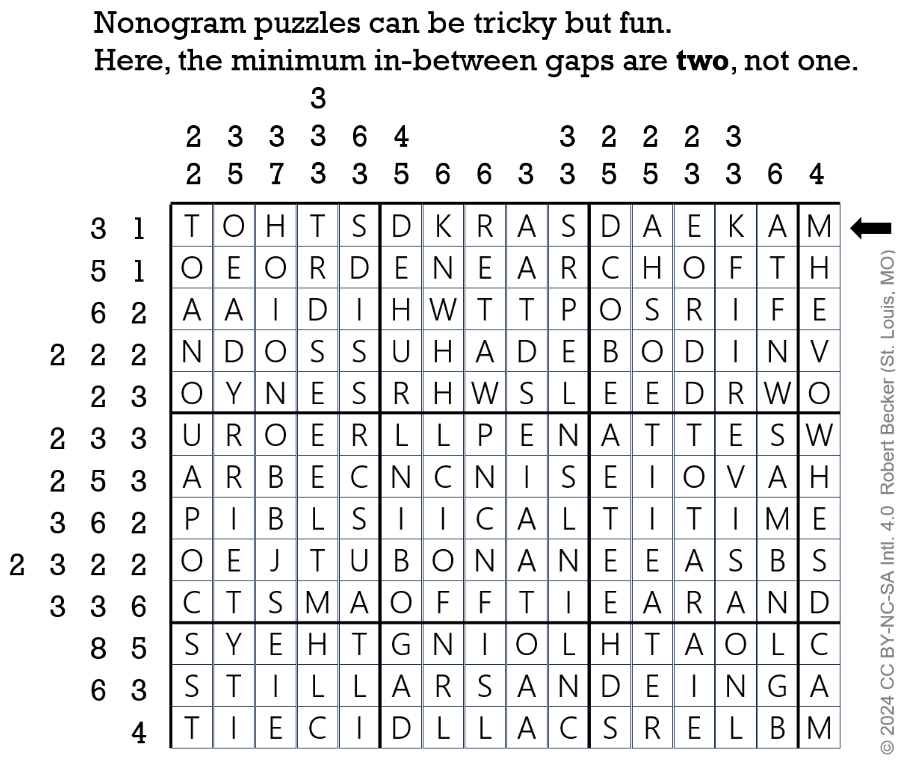 Nonogram puzzles can be tricky but fun.
Here, the minimum in-between gaps are two, not one.
3
2 3 3 3 6 4 3 2 2 2 3
2 5 7 3 3 5 6 6 3 3 5 5 3 3 6 4
3 1 T O H T S D K R A S D A E K A M
5 1 O E O R D E N E A R C H O F T H
6 2 A A I D I H W T T P O S R I F E
2 2 2 N D O S S U H A D E B O D I N V
2 3 O Y N E S R H W S L E E D R W O
2 3 3 U R O E R L L P E N A T T E S W
2 5 3 A R B E C N C N I S E I O V A H
3 6 2 P I B L S I I C A L T I T I M E
2 3 2 2 O E J T U B O N A N E E A S B S
3 3 6 C T S M A O F F T I E A R A N D
8 5 S Y E H T G N I O L H T A O L C
6 3 S T I L L A R S A N D E I N G A
4 T I E C I D L L A C S R E L B M
© 2024 CC BY-NC-SA Intl. 4.0 Robert Becker (St. Louis, MO)